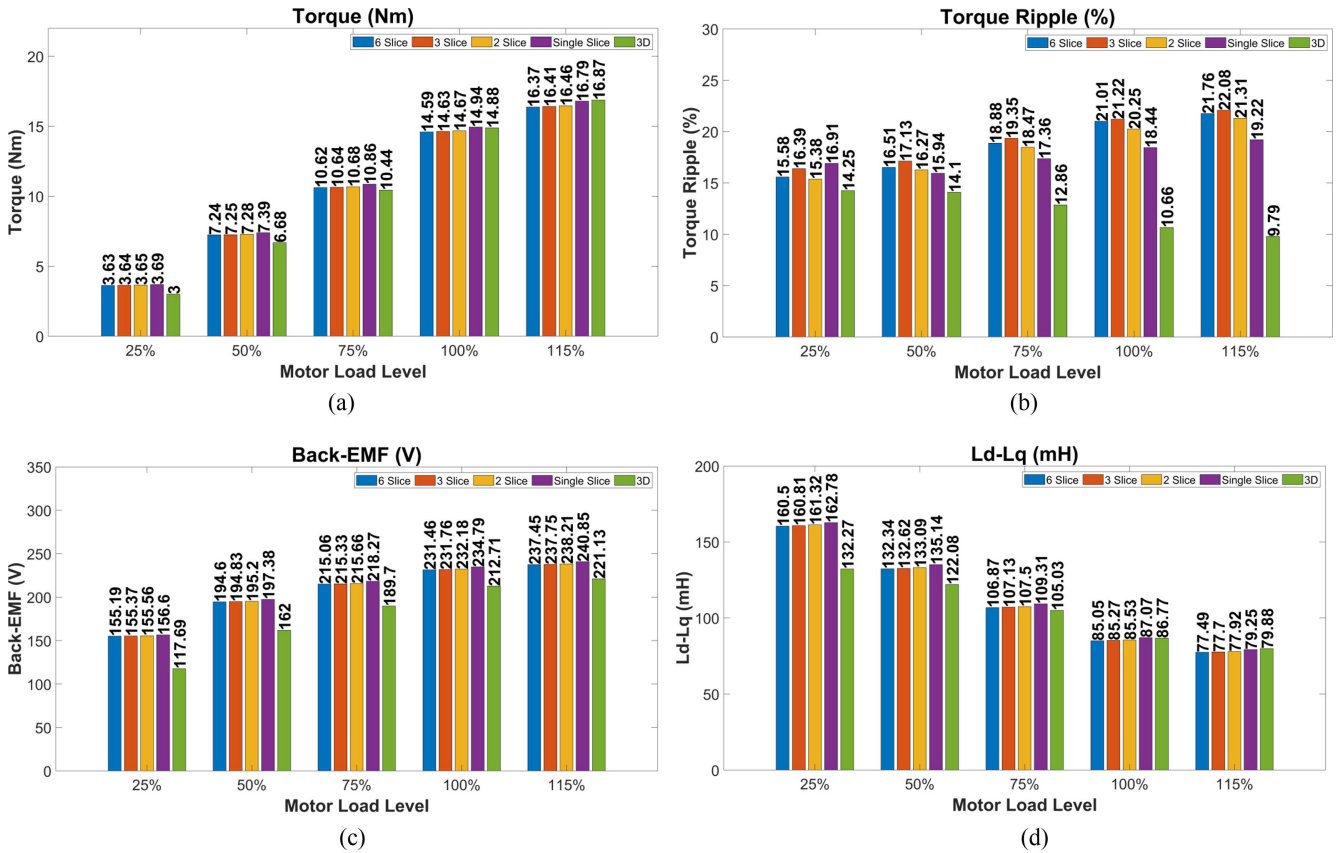 Torque (Nm)
6 Slice 3 Slice 2 Slice Single Slice 3D
Torque (Nm)
20
15
10
5
0
3.63 3.64 3.65 3.69 3
7.24 7.25 7.28 7.39 6.68
10.62 10.64 10.68 10.86 10.44
14.59 14.63 14.67 14.94 14.88
16.37 16.41 16.46 16.79 16.87
25% 50% 75% 100% 115%
Motor Load Level
(a)
Torque Ripple (%)
6 Slice 3 Slice 2 Slice Single Slice 3D
Torque Ripple (%)
30
25
20
15
10
5
0
15.58 16.39 15.38 16.91 14.25
16.51 17.13 16.27 15.94 14.1
18.88 19.35 18.47 17.36 12.86
21.01 21.22 20.25 18.44 10.66
21.76 22.08 21.31 19.22 9.79
25% 50% 75% 100% 115%
Motor Load Level
(b)
Back-EMF (V)
6 Slice 3 Slice 2 Slice Single Slice 3D
Back-EMF (V)
350
300
250
200
150
100
50
0
155.19 155.37 155.56 156.6 117.69
194.6 194.83 195.2 197.38 162
215.06 215.33 215.66 218.27 189.7
231.46 231.76 232.18 234.79 212.71
237.45 237.75 238.21 240.85 221.13
25% 50% 75% 100% 115%
Motor Load Level
(c)
Ld-Lq (mH)
6 Slice 3 Slice 2 Slice Single Slice 3D
Ld-Lq (mH)
200
150
100
50
0
160.5 160.81 161.32 162.78 132.27
132.34 132.62 133.09 135.14 122.08
106.87 107.13 107.5 109.31 105.03
85.05 85.27 85.53 87.07 86.77
77.49 77.7 77.92 79.25 79.88
25% 50% 75% 100% 115%
Motor Load Level
(d)